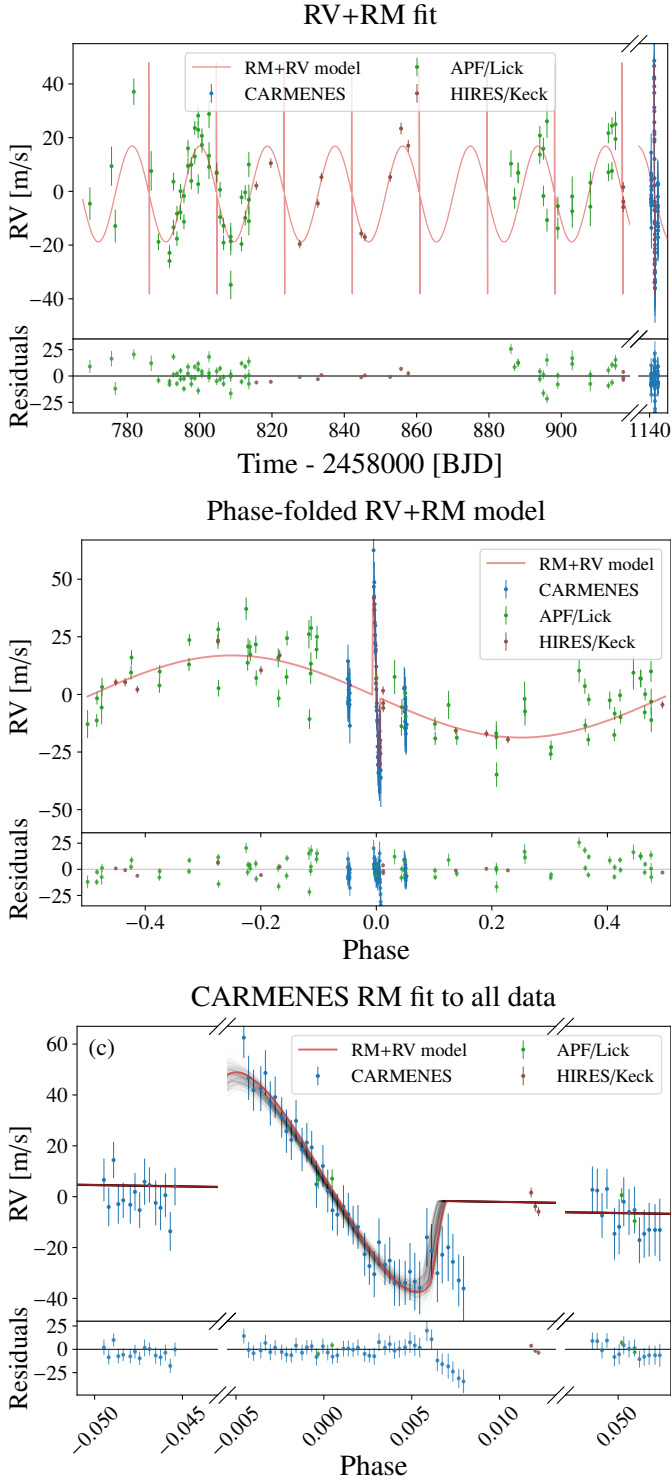 RV+RM fit
RM+RV model
CARMENES
APF/Lick
HIRES/Keck
RV [m/s]
40
20
0
−20
−40
Residuals
25
0
−25
780 800 820 840 860 880 900 1140
Time - 2458000 [BJD]
Phase-folded RV+RM model
RM+RV model
CARMENES
APF/Lick
HIRES/Keck
RV [m/s]
50
25
0
−25
−50
Residuals
25
0
−25
−0.4 −0.2 0.0 0.2 0.4
Phase
CARMENES RM fit to all data
(c)
RM+RV model
CARMENES
APF/Lick
HIRES/Keck
RV [m/s]
60
40
20
0
−20
−40
Residuals
25
0
−25
−0.050 −0.045 −0.005 0.000 0.005 0.010 0.050
Phase